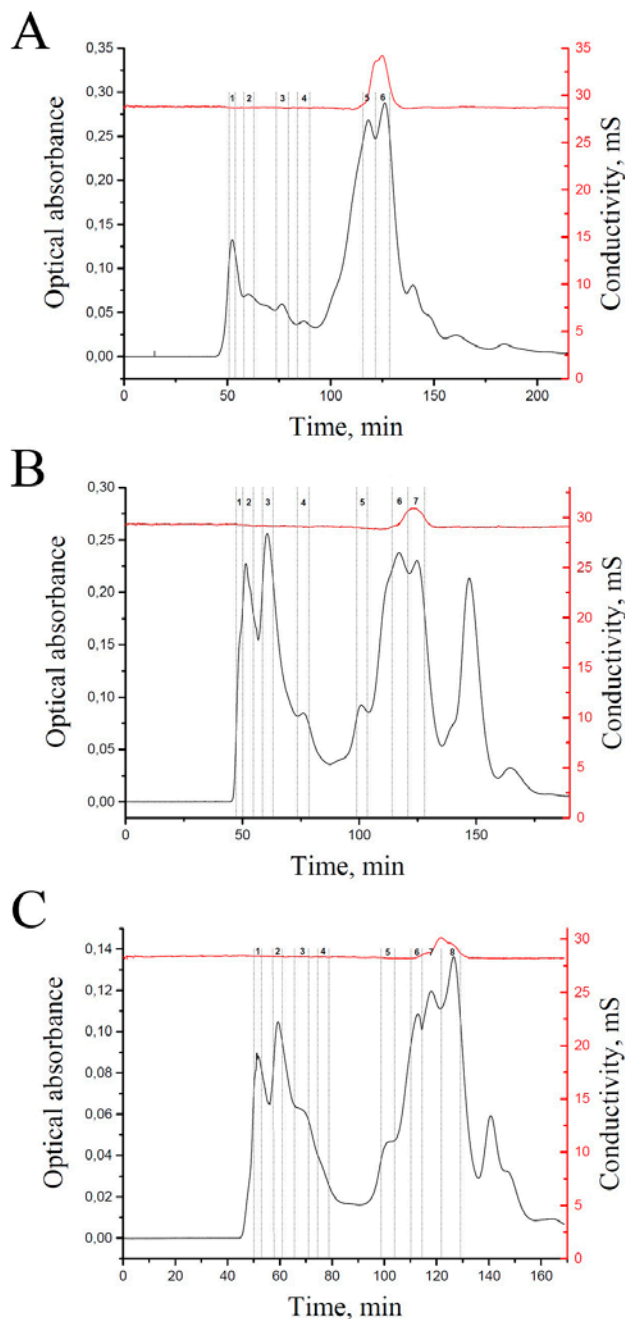 A
0,35
0,30
0,25
0,20
0,15
0,10
0,05
0,00
Optical absorbance
1 2 3 4 5 6
35
30
25
20
15
10
5
0
Conductivity, mS
0 50 100 150 200
Time, min
B
0,30
0,25
0,20
0,15
0,10
0,05
0,00
Optical absorbance
1 2 3 4 5 6 7
30
25
20
15
10
5
0
Conductivity, mS
0 50 100 150
Time, min
C
0,14
0,12
0,10
0,08
0,06
0,04
0,02
0,00
Optical absorbance
1 2 3 4 5 6 7 8
30
25
20
15
10
5
0
Conductivity, mS
0 20 40 60 80 100 120 140 160
Time, min